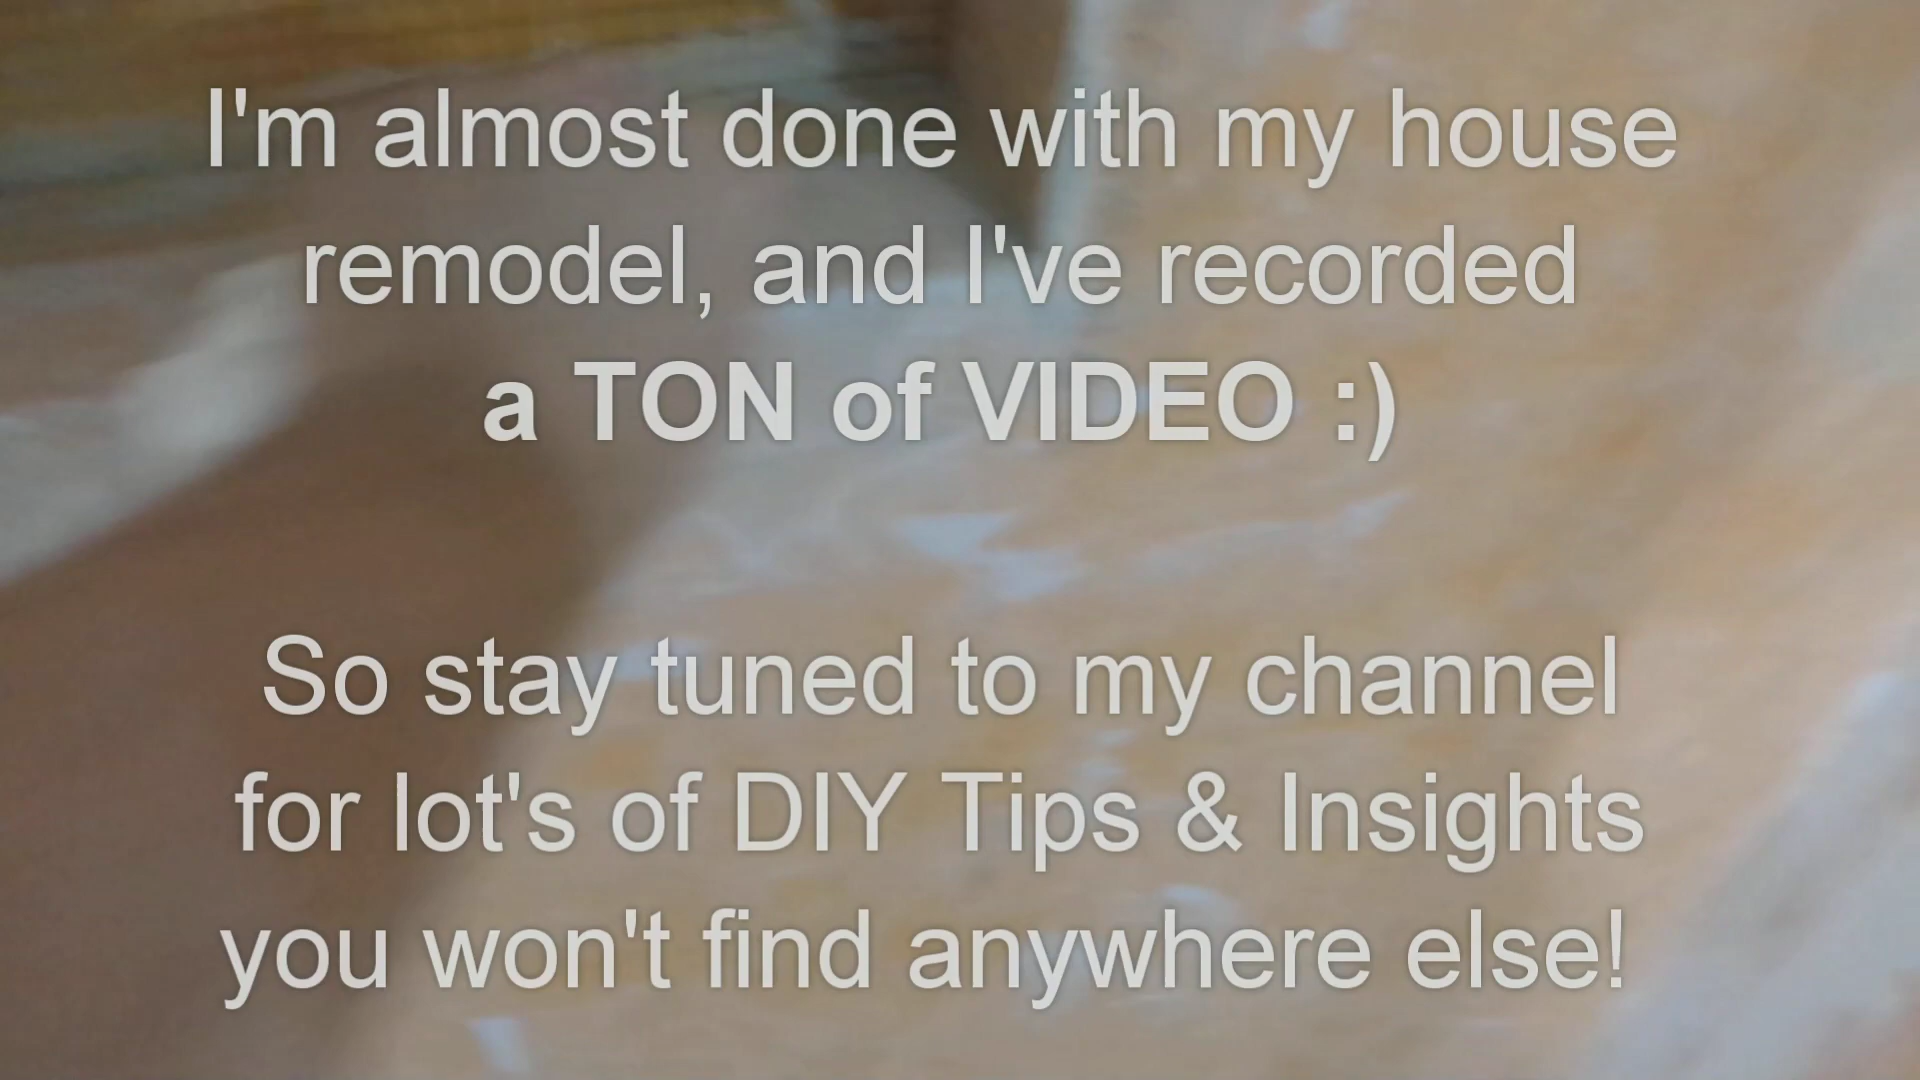 I'm almost done with my house
remodel, and I've recorded
a TON of VIDEO :)
So stay tuned to my channel
for lot's of DIY Tips & Insights
you won't find anywhere else!